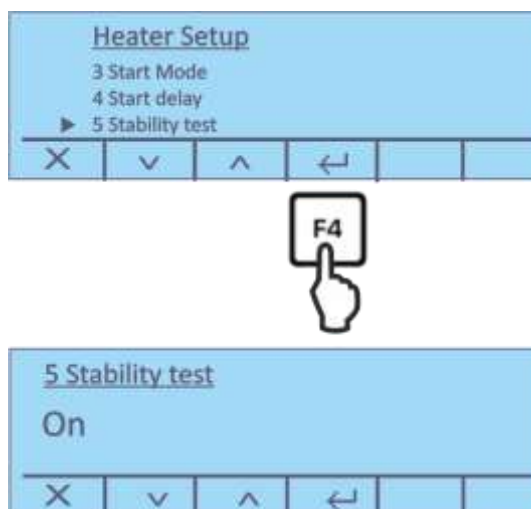 Heater Setup
3 Start Mode
4 Start delay
▶ 5 Stability test
F4
5 Stability test
On